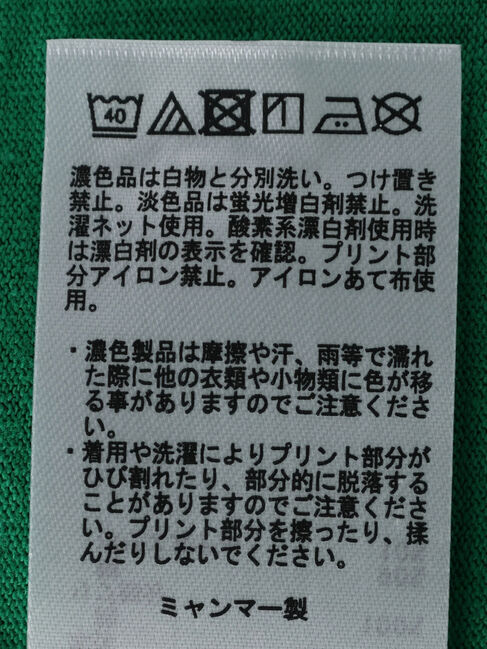 40
濃色品は白物と分別洗い。つけ置き
禁止。淡色品は蛍光増白剤禁止。洗
濯ネット使用。酸素系漂白剤使用時
は漂白剤の表示を確認。プリント部
分アイロン禁止。アイロンあて布使
用。
・濃色製品は摩擦や汗、雨等で濡れ
た際に他の衣類や小物類に色が移
る事がありますのでご注意くださ
い。
・着用や洗濯によりプリント部分が
ひび割れたり、部分的に脱落する
ことがありますのでご注意くださ
い。プリント部分を擦ったり、揉
んだりしないでください。
ミャンマー製